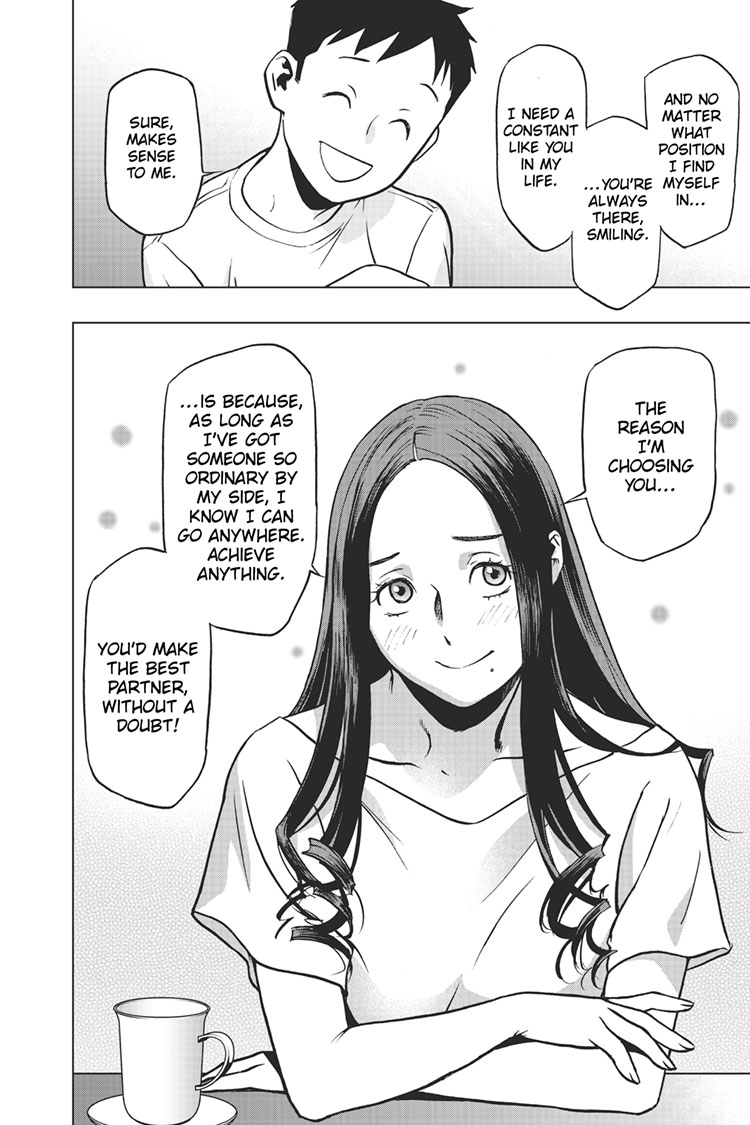 AND NO
MATTER
WHAT
POSITION
I FIND
MYSELF
IN...
...YOU'RE
ALWAYS
THERE,
SMILING.
I NEED A
CONSTANT
LIKE YOU
IN MY
LIFE.
SURE,
MAKES
SENSE
TO ME.
THE
REASON
I'M
CHOOSING
YOU...
...IS BECAUSE,
AS LONG AS
I'VE GOT
SOMEONE SO
ORDINARY BY
MY SIDE, I
KNOW I CAN
GO ANYWHERE.
ACHIEVE
ANYTHING.
YOU'D MAKE
THE BEST
PARTNER,
WITHOUT A
DOUBT!